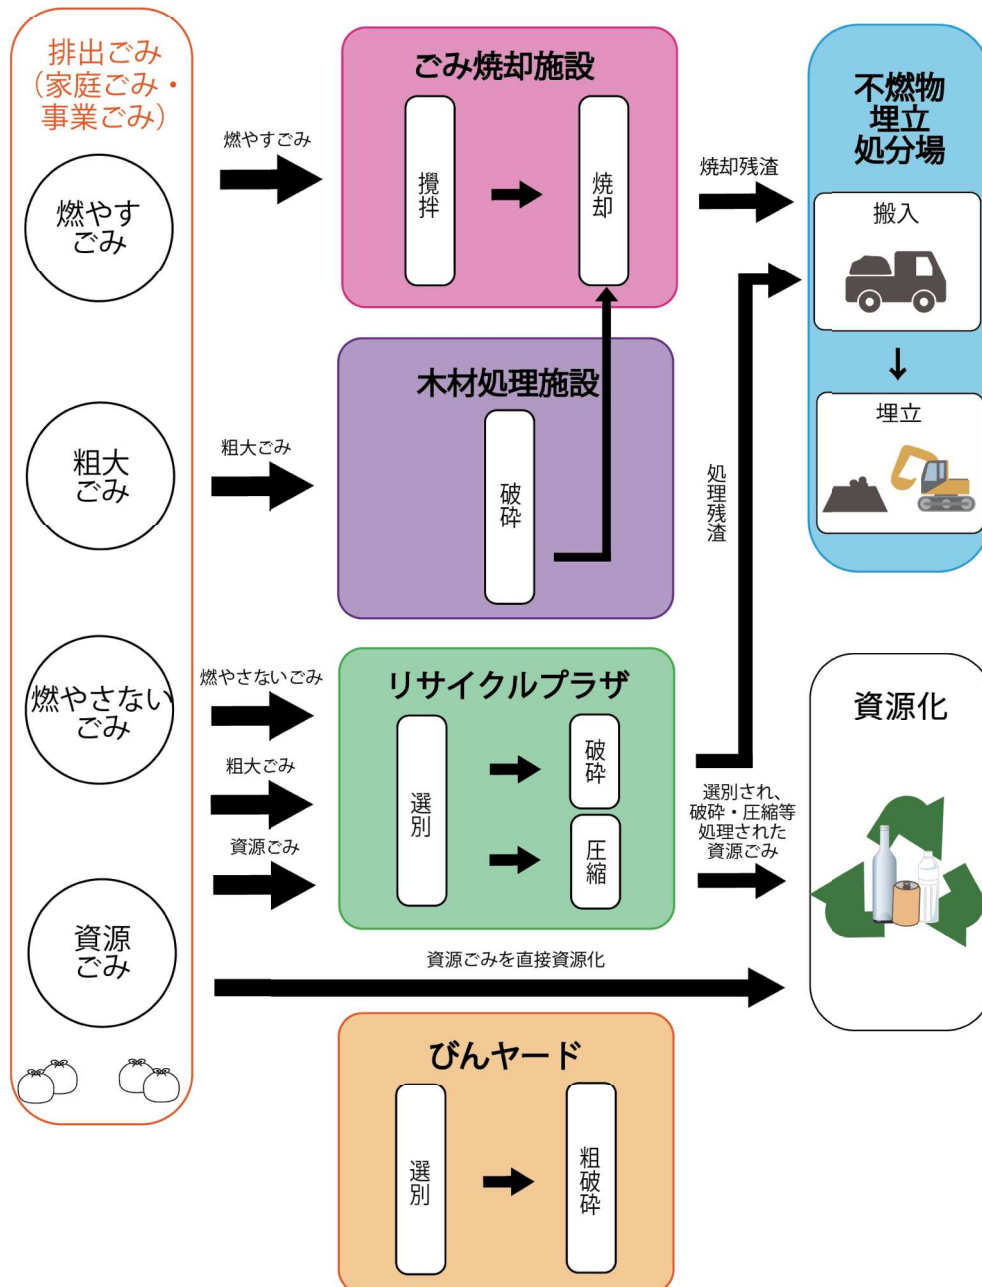 排出ごみ
（家庭ごみ・
事業ごみ）
燃やす
ごみ
粗大
ごみ
燃やさない
ごみ
資源
ごみ
燃やすごみ
ごみ焼却施設
攪拌
焼却
焼却残渣
粗大ごみ
木材処理施設
破砕
燃やさないごみ
粗大ごみ
資源ごみ
リサイクルプラザ
選別
破砕
圧縮
処理残渣
選別され、
破砕・圧縮等
処理された
資源ごみ
資源ごみを直接資源化
びんヤード
選別
粗破砕
不燃物
埋立
処分場
搬入
埋立
資源化